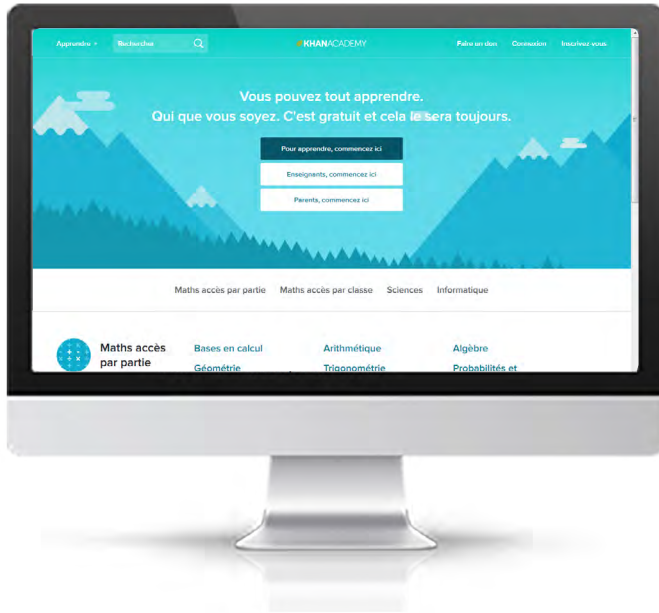 Apprendre
Rechercher
KHANACADEMY
Faire un don
Connexion
Inscrivez-vous
Vous pouvez tout apprendre.
Qui que vous soyez. C'est gratuit et cela le sera toujours.
Pour apprendre, commencez ici
Enseignants, commencez ici
Parents, commencez ici
Maths accès par partie Maths accès par classe Sciences Informatique
Maths accès
par partie
Bases en calcul
Arithmétique
Algèbre
Géométrie
Trigonométrie
Probabilités et